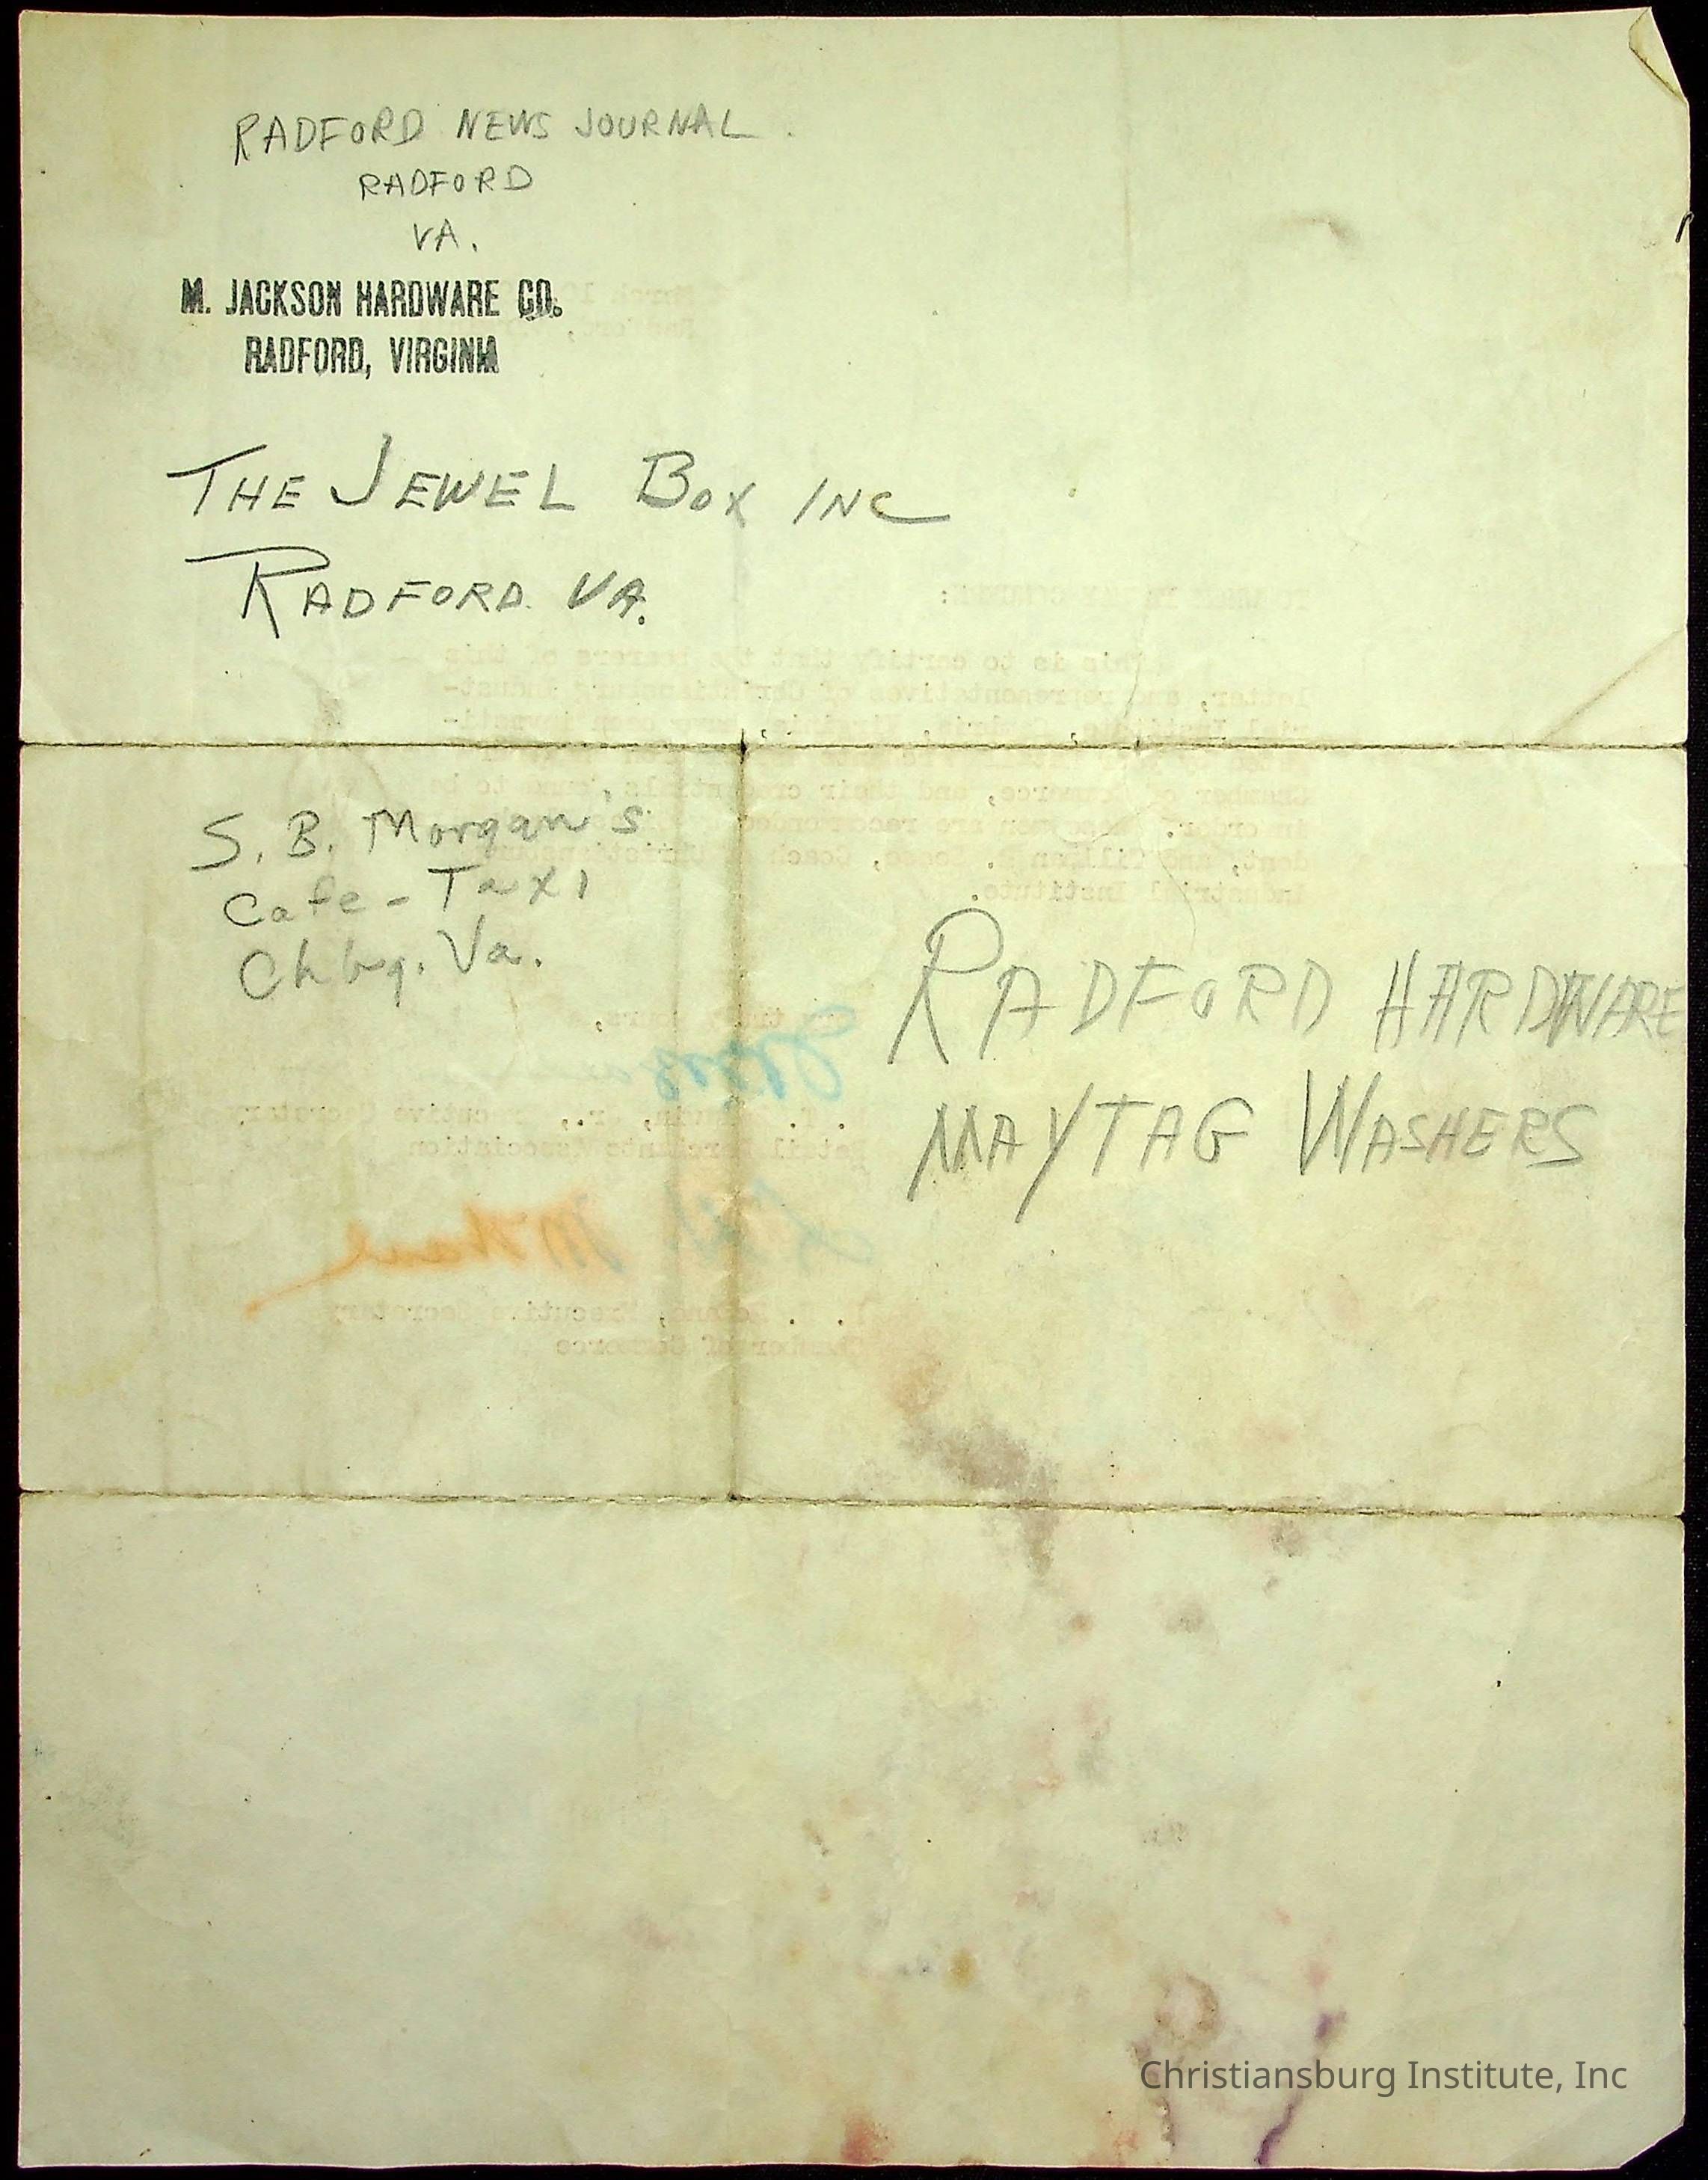 RADFORD NEWS JOURNAL.
RADFORD
VA.
M. JACKSON HARDWARE CO.
RADFORD, VIRGINIA
THE JEWEL BOX INC
RADFORD. VA.
S. B. Morgan's
Cafe - Taxi
Chbg. Va.
RADFORD HARDWARE
MAYTAG WASHERS
Christiansburg Institute, Inc